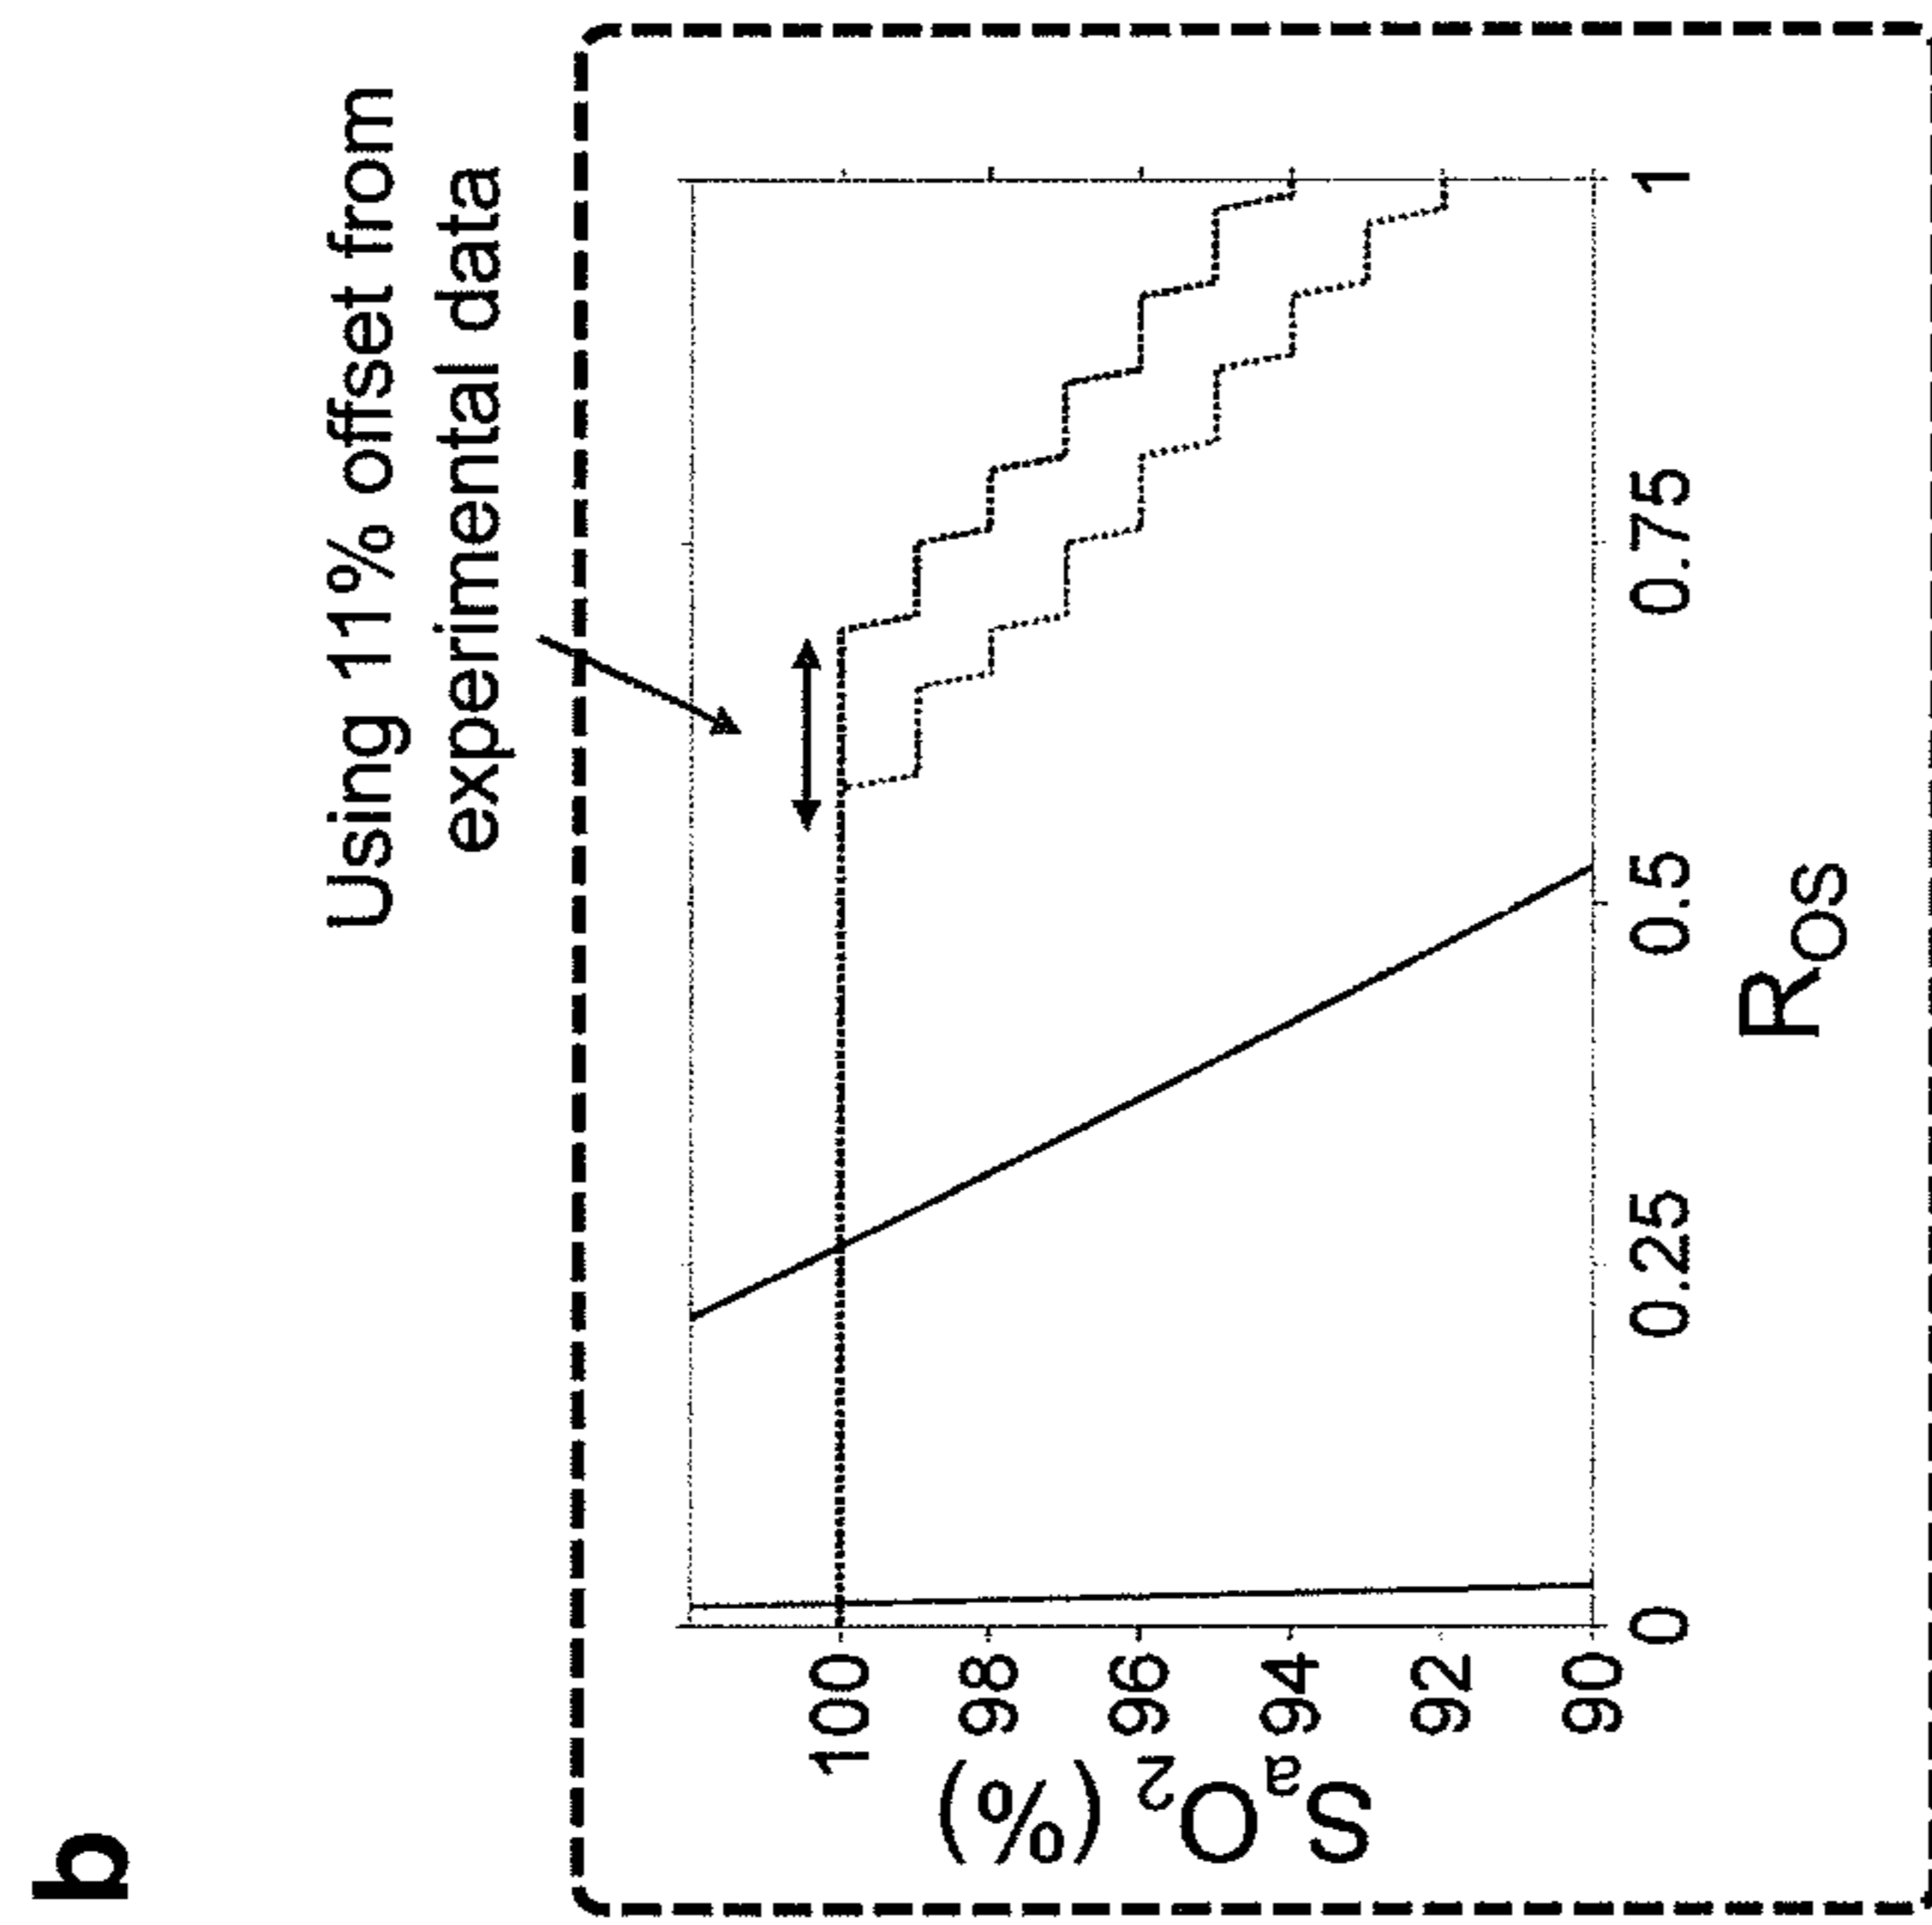 b
Using 11% offset from
experimental data
SaO2 (%)
100
98
96
94
92
90
0
0.25
0.5
0.75
1
ROS